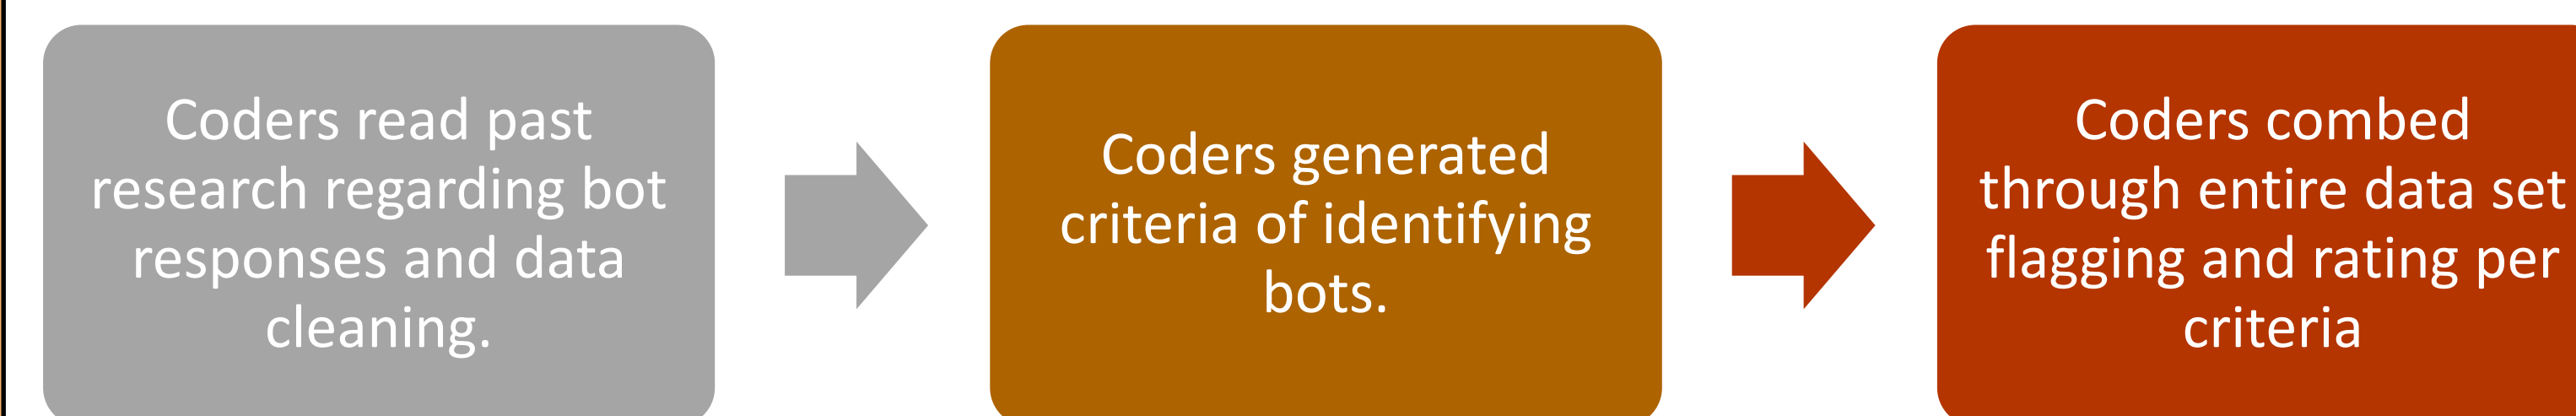 Coders read past
research regarding bot
responses and data
cleaning.
Coders generated
criteria of identifying
bots.
Coders combed
through entire data set
flagging and rating per
criteria